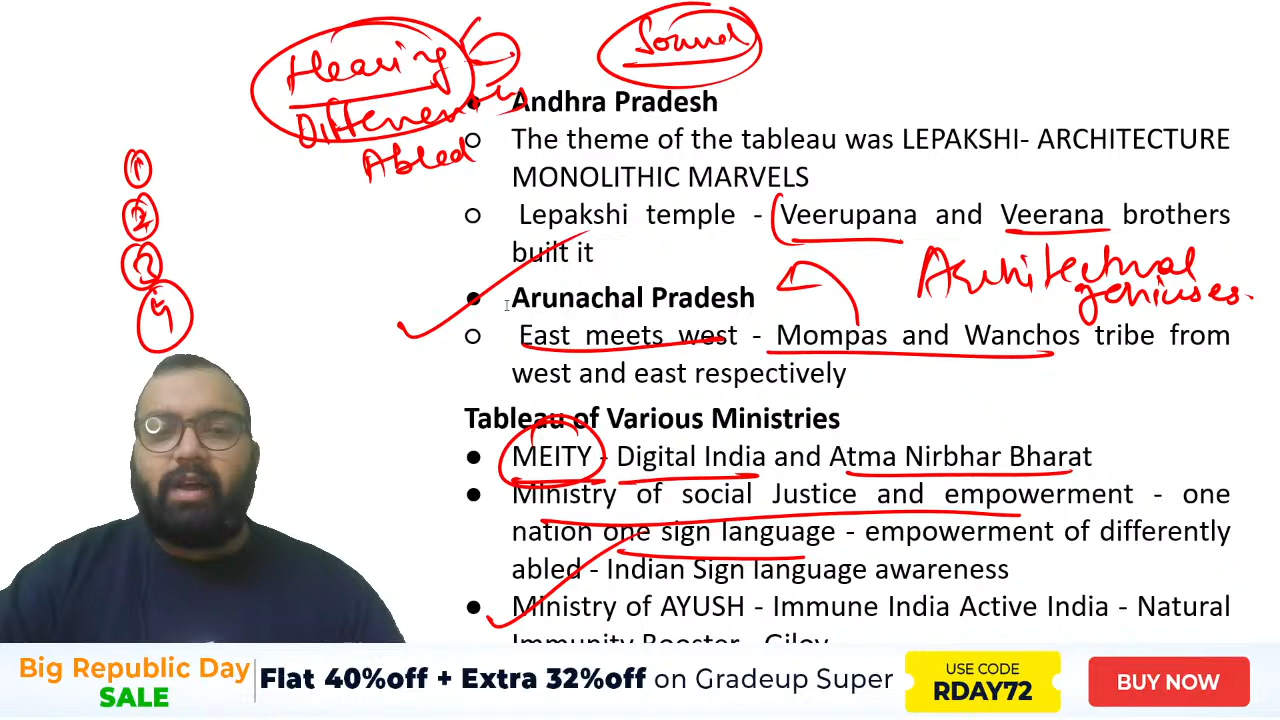 Hearing
Sound
Differently
Abled
1
2
3
4
● Andhra Pradesh
○ The theme of the tableau was LEPAKSHI- ARCHITECTURE
MONOLITHIC MARVELS
○ Lepakshi temple - Veerupana and Veerana brothers
built it
Architectural
geniuses.
● Arunachal Pradesh
○ East meets west - Mompas and Wanchos tribe from
west and east respectively
Tableau of Various Ministries
● MEITY - Digital India and Atma Nirbhar Bharat
● Ministry of social Justice and empowerment - one
nation one sign language - empowerment of differently
abled - Indian Sign language awareness
● Ministry of AYUSH - Immune India Active India - Natural
Immunity Booster - Giloy
Big Republic Day
SALE
Flat 40%off + Extra 32%off on Gradeup Super
USE CODE
RDAY72
BUY NOW